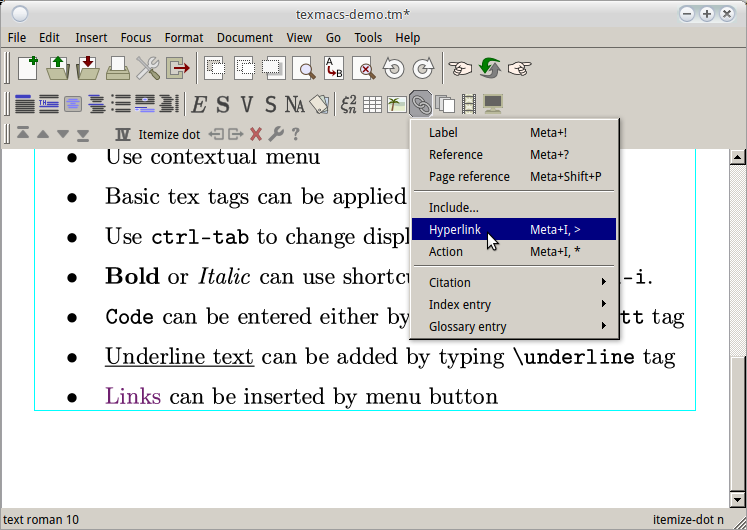 texmacs-demo.tm*
File Edit Insert Focus Format Document View Go Tools Help
E S V S NA
Itemize dot
Label Meta+!
Reference Meta+?
Page reference Meta+Shift+P
Include...
Hyperlink Meta+I, >
Action Meta+I, *
Citation
Index entry
Glossary entry
• Use contextual menu
• Basic tex tags can be applied
• Use ctrl-tab to change displ
• Bold or Italic can use shortcu -i.
• Code can be entered either by tt tag
• Underline text can be added by typing \underline tag
• Links can be inserted by menu button
text roman 10 itemize-dot n